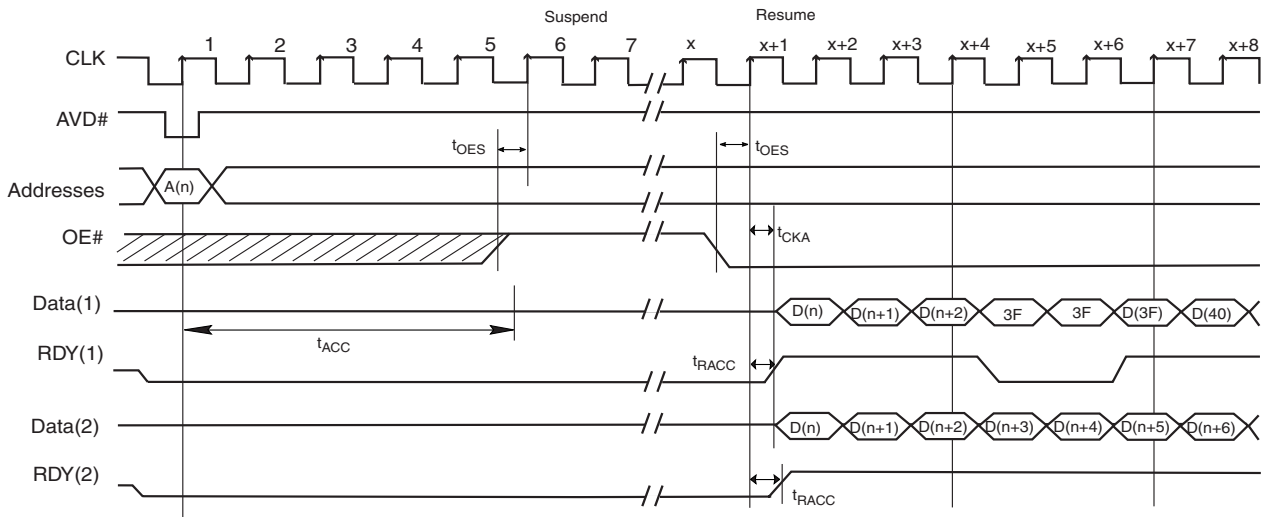 Suspend Resume
CLK 1 2 3 4 5 6 7 x x+1 x+2 x+3 x+4 x+5 x+6 x+7 x+8
AVD#
tOES tOES
Addresses A(n)
OE#
tCKA
Data(1) D(n) D(n+1) D(n+2) 3F 3F D(3F) D(40)
tACC
RDY(1)
tRACC
Data(2) D(n) D(n+1) D(n+2) D(n+3) D(n+4) D(n+5) D(n+6)
RDY(2)
tRACC